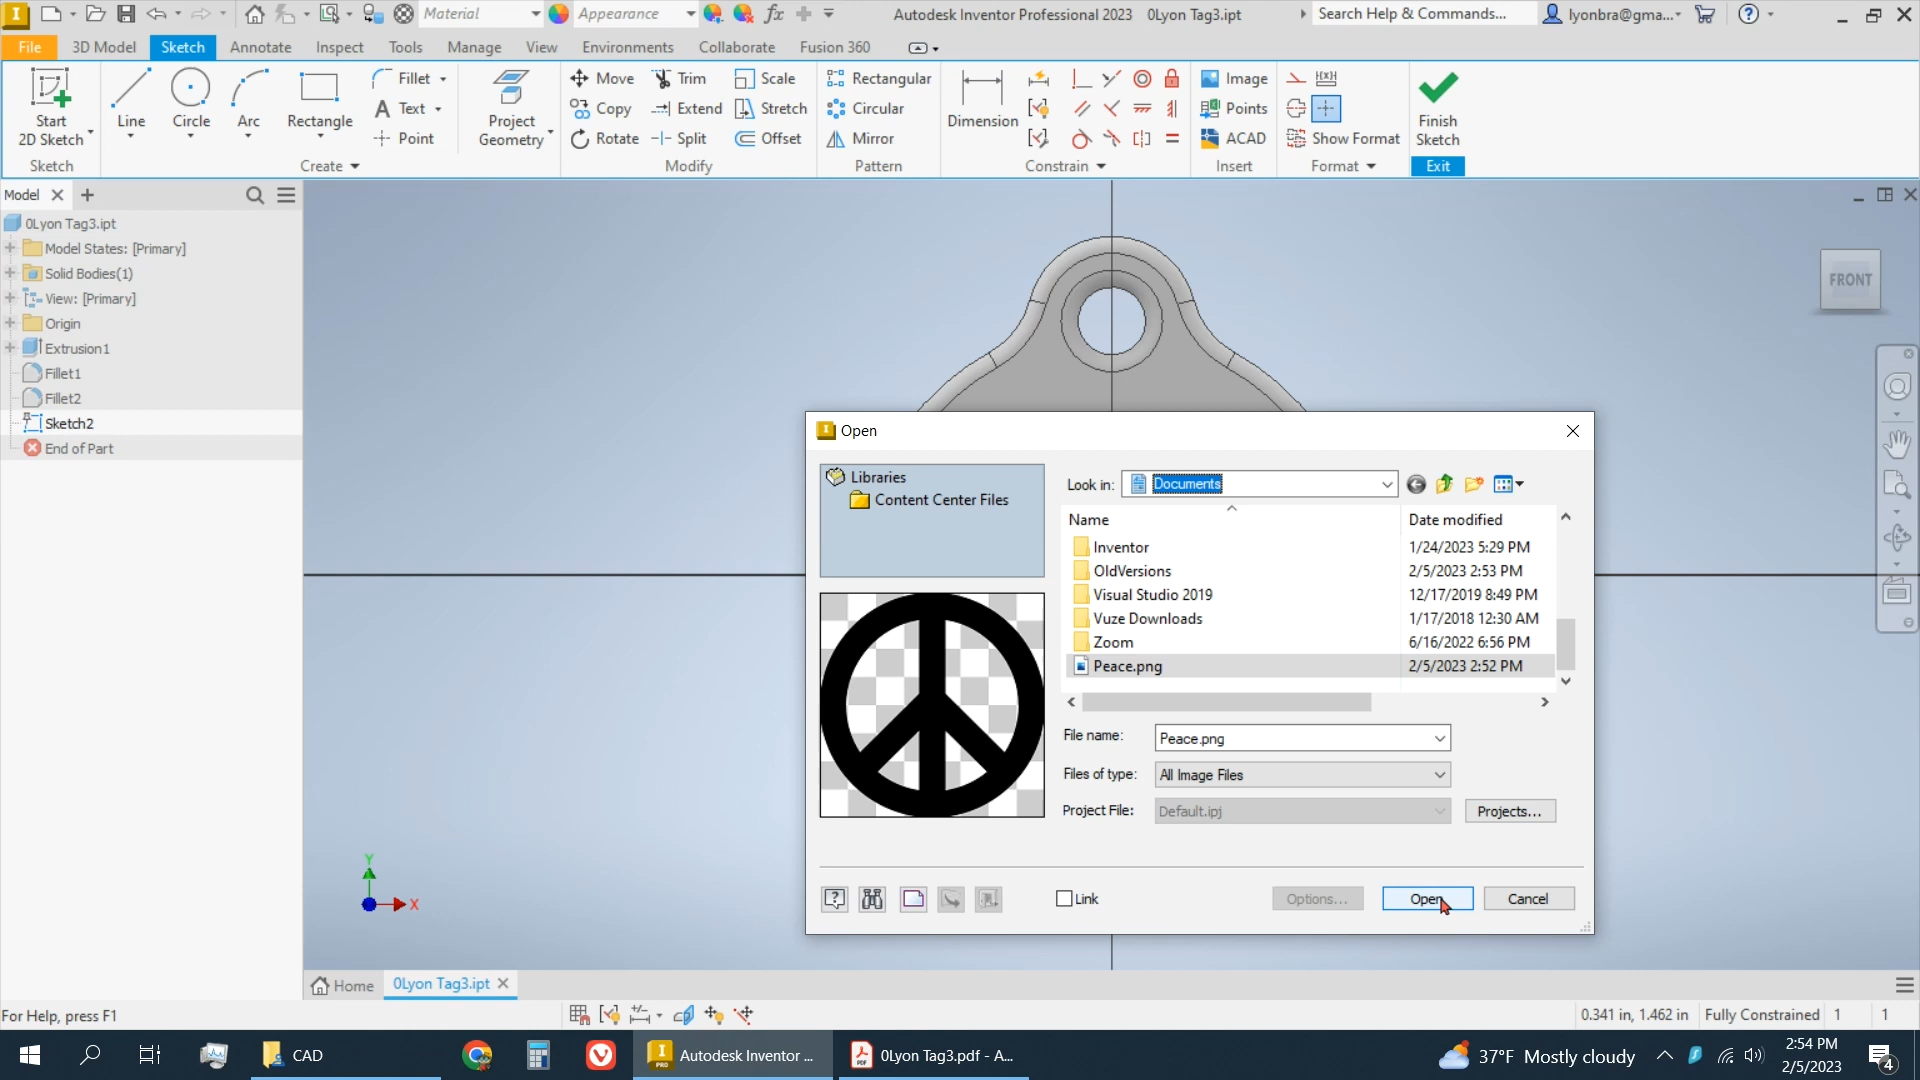 Material
Appearance
Autodesk Inventor Professional 2023 0Lyon Tag3.ipt
Search Help & Commands...
lyonbra@gma...
File
3D Model
Sketch
Annotate
Inspect
Tools
Manage
View
Environments
Collaborate
Fusion 360
Start
2D Sketch
Line
Circle
Arc
Rectangle
Fillet
Text
Point
Project
Geometry
Move
Copy
Rotate
Trim
Extend
Split
Scale
Stretch
Offset
Rectangular
Circular
Mirror
Dimension
Image
Points
ACAD
Show Format
Finish
Sketch
Sketch
Create
Modify
Pattern
Constrain
Insert
Format
Exit
Model
0Lyon Tag3.ipt
Model States: [Primary]
Solid Bodies(1)
View: [Primary]
Origin
Extrusion1
Fillet1
Fillet2
Sketch2
End of Part
FRONT
Open
Libraries
Content Center Files
Look in: Documents
Name Date modified
Inventor 1/24/2023 5:29 PM
OldVersions 2/5/2023 2:53 PM
Visual Studio 2019 12/17/2019 8:49 PM
Vuze Downloads 1/17/2018 12:30 AM
Zoom 6/16/2022 6:56 PM
Peace.png 2/5/2023 2:52 PM
File name: Peace.png
Files of type: All Image Files
Project File: Default.ipj Projects...
Link Options... Open Cancel
Y
X
Home 0Lyon Tag3.ipt
For Help, press F1
0.341 in, 1.462 in Fully Constrained 1 1
CAD
Autodesk Inventor ...
0Lyon Tag3.pdf - A...
37°F Mostly cloudy
2:54 PM
2/5/2023
4